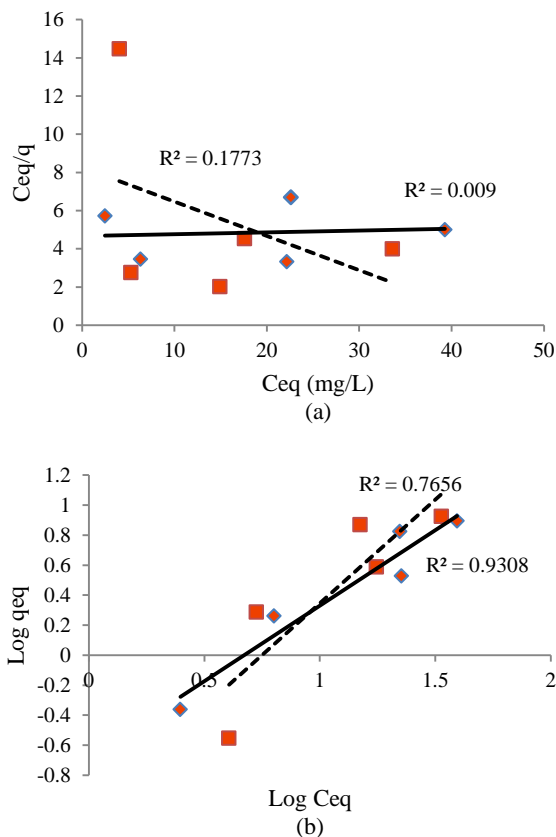 16
14
12
10
8
6
4
2
0
Ceq/q
R² = 0.1773
R² = 0.009
0 10 20 30 40 50
Ceq (mg/L)
(a)
1.2
1
0.8
0.6
0.4
0.2
0
-0.2
-0.4
-0.6
-0.8
Log qeq
R² = 0.7656
R² = 0.9308
0 0.5 1 1.5 2
Log Ceq
(b)